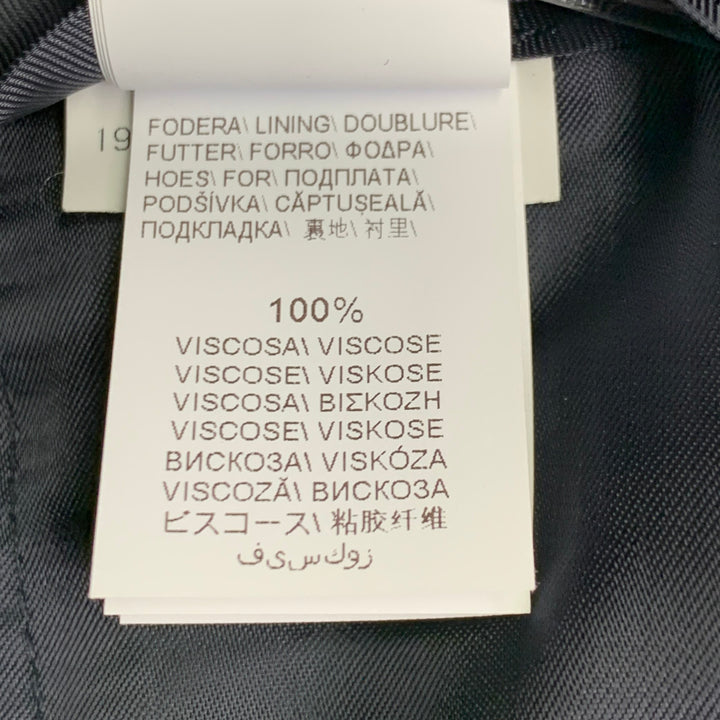 19
FODERA\ LINING\ DOUBLURE\
FUTTER\ FORRO\ ΦΟΔΡΑ\
HOES\ FOR\ ПОДПЛАТА\
PODŠÍVKA\ CĂPTUȘEALĂ\
ПОДКЛАДКА\ 裏地\ 衬里\
100%
VISCOSA\ VISCOSE
VISCOSE\ VISKOSE
VISCOSA\ ΒΙΣΚΟΖΗ
VISCOSE\ VISKOSE
ВИСКОЗА\ VISKÓZA
VISCOZĂ\ ВИСКОЗА
ビスコース\ 粘胶纤维
زوكسىف